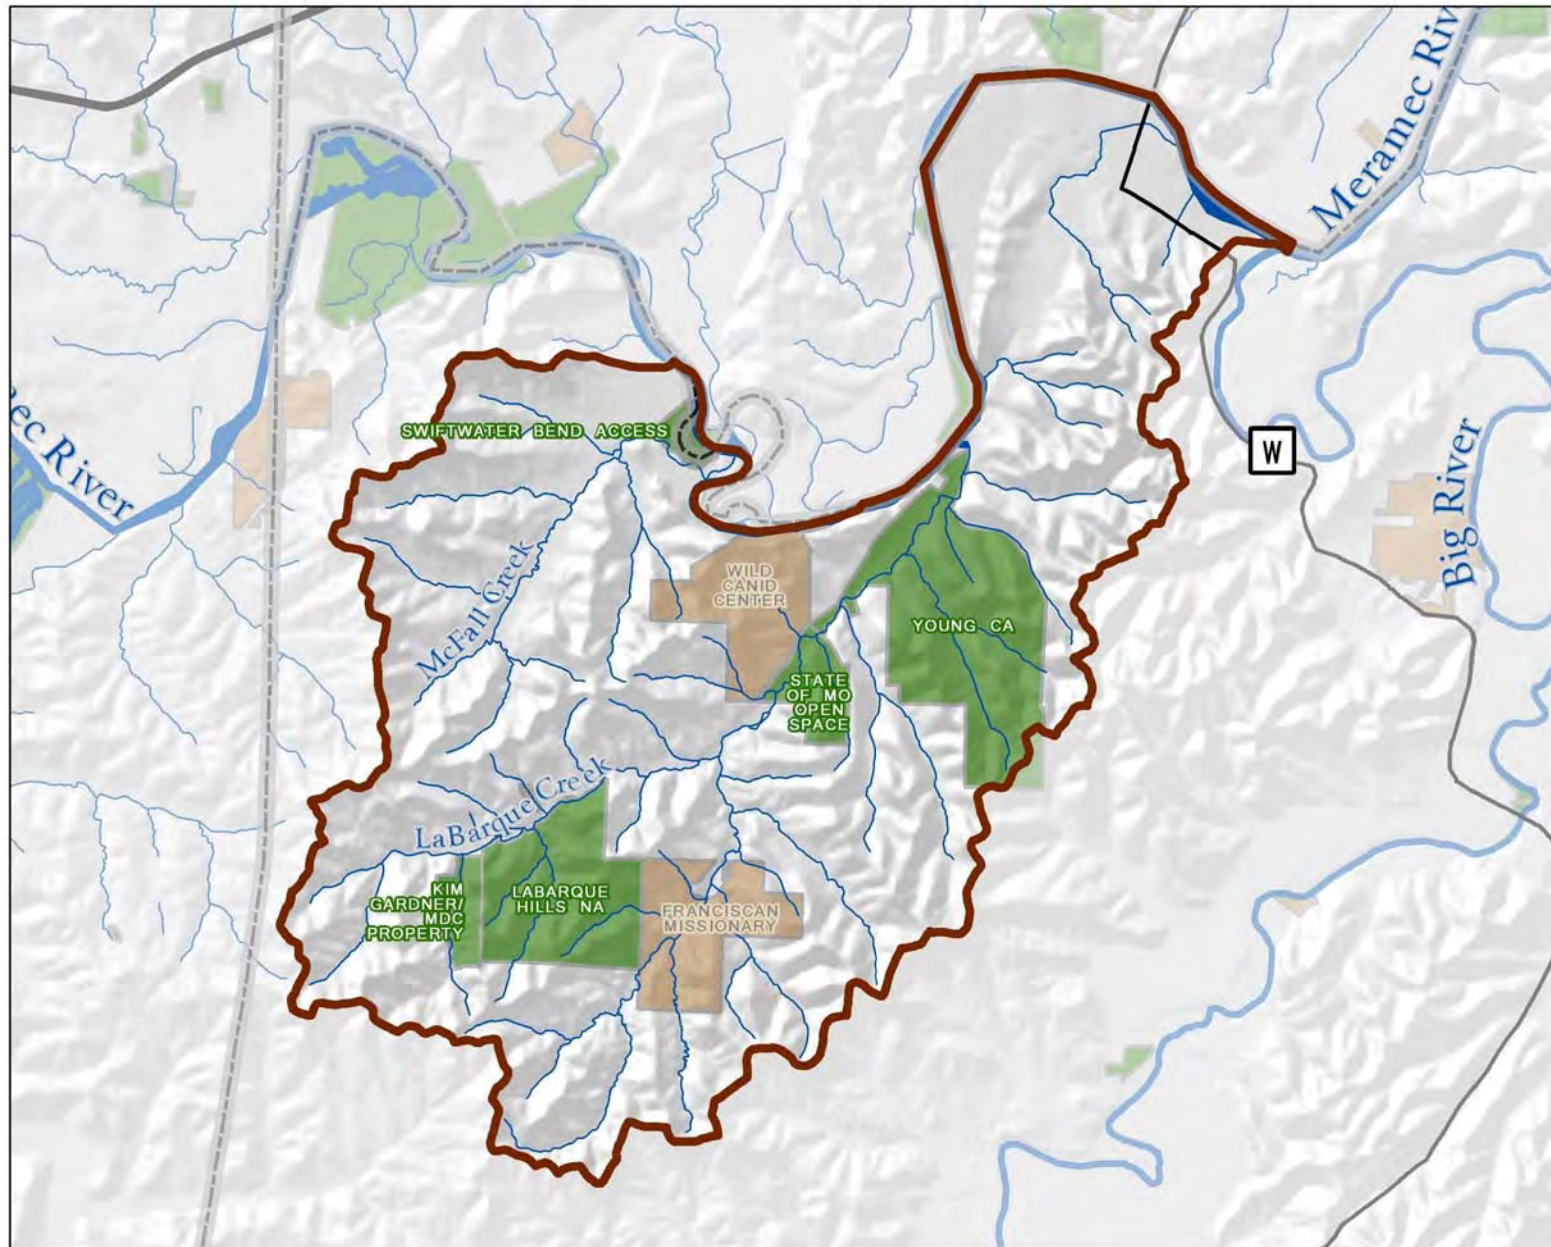 Meramec Riv
W
Big River
ec River
SWIFTWATER BEND ACCESS
McFall Creek
WILD
CANID
CENTER
YOUNG CA
STATE
OF MO
OPEN
SPACE
LaBarque Creek
KIM
GARDNER/
MDC
PROPERTY
LABARQUE
HILLS NA
FRANCISCAN
MISSIONARY